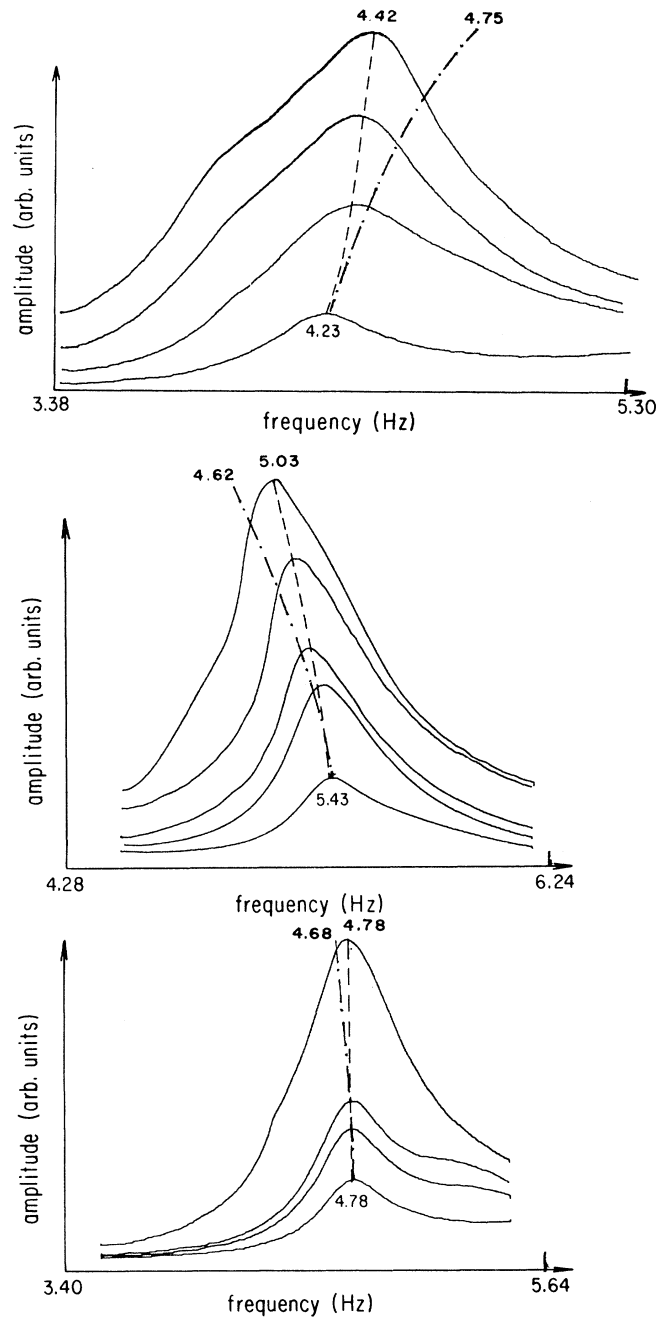 4.42
4.75
amplitude (arb. units)
4.23
3.38
5.30
frequency (Hz)
4.62
5.03
amplitude (arb. units)
5.43
4.28
6.24
frequency (Hz)
4.68
4.78
amplitude (arb. units)
4.78
3.40
5.64
frequency (Hz)